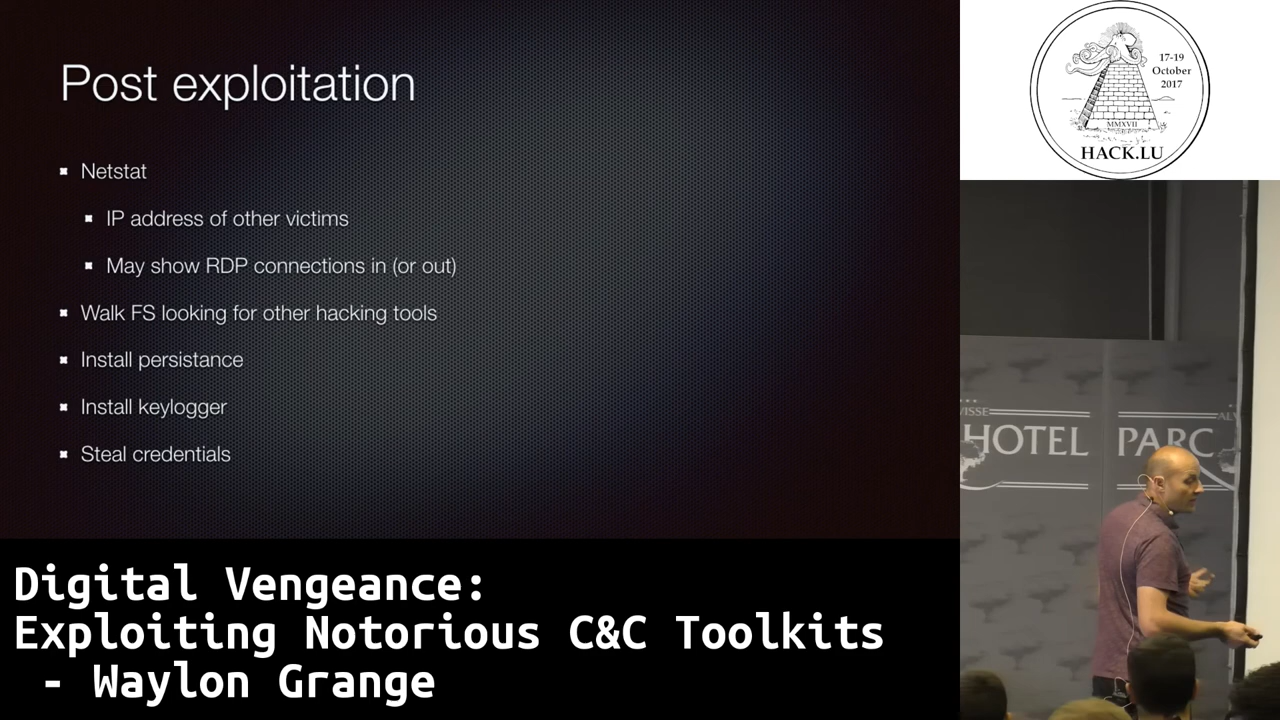 Post exploitation
Netstat
IP address of other victims
May show RDP connections in (or out)
Walk FS looking for other hacking tools
Install persistance
Install keylogger
Steal credentials
Digital Vengeance:
Exploiting Notorious C&C Toolkits
- Waylon Grange
17-19
October
2017
MMXVII
HACK.LU
HOTEL PARC